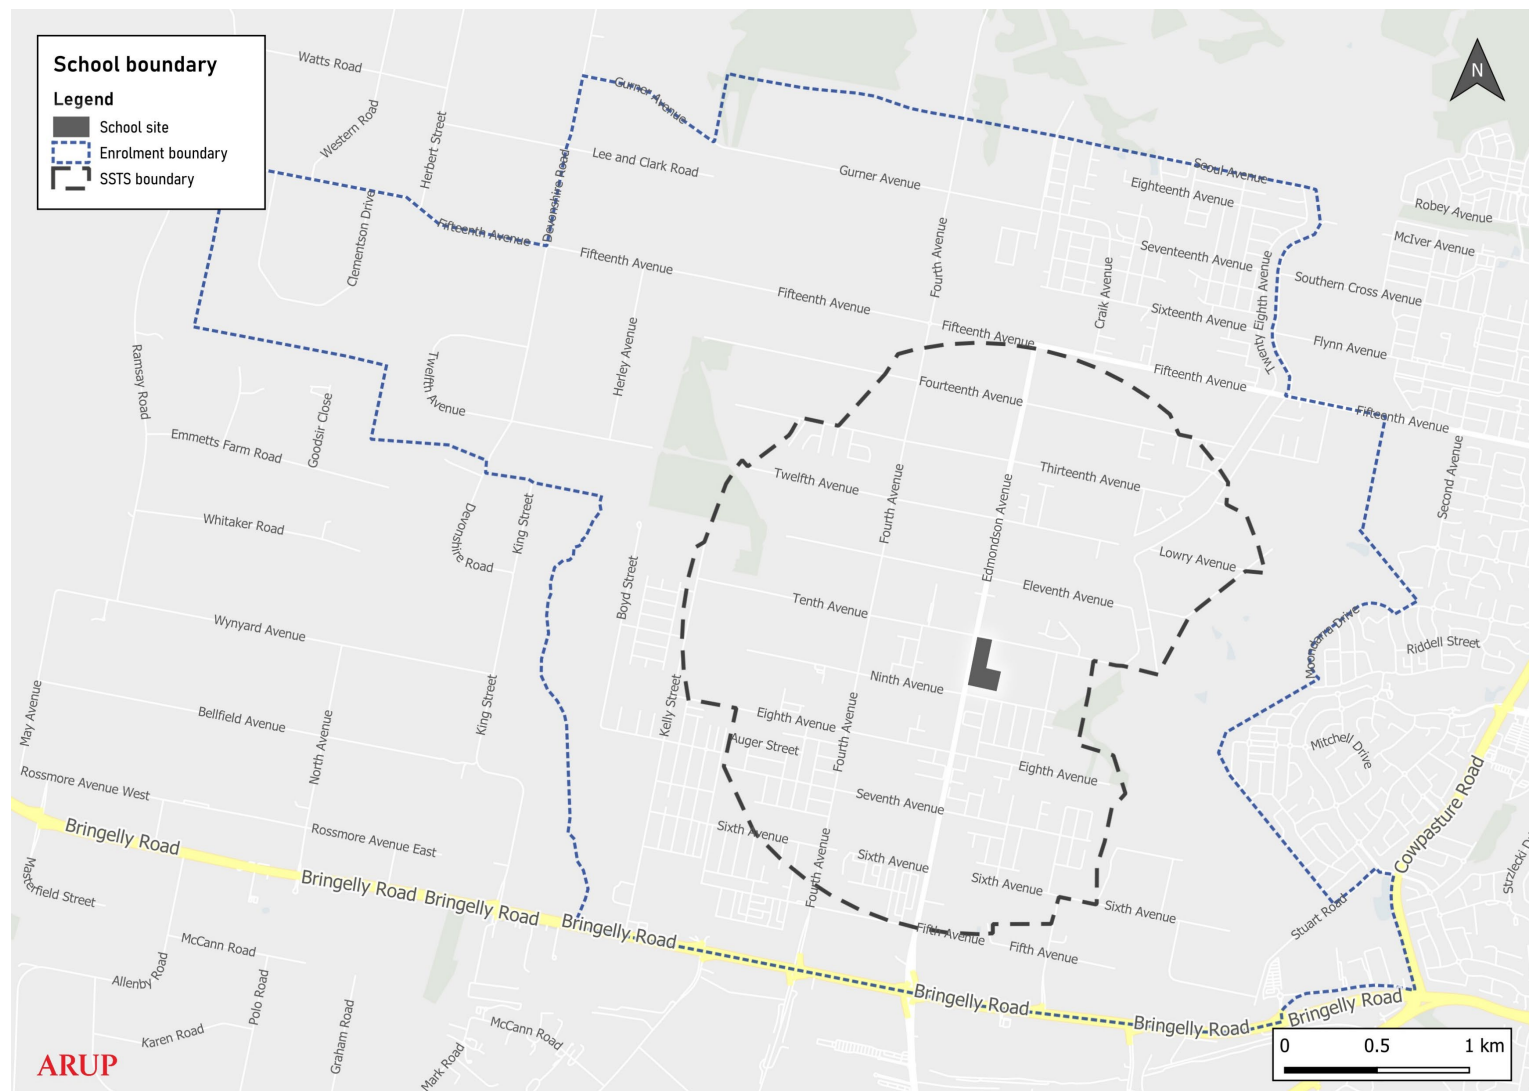 School boundary
Legend
School site
Enrolment boundary
SSTS boundary
N
Watts Road
Western Road
Herbert Street
Gurner Avenue
Lee and Clark Road
Devonshire Road
Clementson Drive
Fifteenth Avenue
Fifteenth Avenue
Fifteenth Avenue
Fifteenth Avenue
Fifteenth Avenue
Fifteenth Avenue
Gurner Avenue
Fourth Avenue
Seoul Avenue
Eighteenth Avenue
Seventeenth Avenue
Craik Avenue
Sixteenth Avenue
Twenty Eighth Avenue
Robey Avenue
McIver Avenue
Southern Cross Avenue
Flynn Avenue
Second Avenue
Ramsay Road
Twelfth Avenue
Herley Avenue
Fourteenth Avenue
Emmetts Farm Road
Goodsir Close
Twelfth Avenue
Fourth Avenue
Edmondson Avenue
Thirteenth Avenue
Whitaker Road
Devonshire Road
King Street
Boyd Street
Lowry Avenue
Eleventh Avenue
Tenth Avenue
Wynyard Avenue
Ninth Avenue
Moondarra Drive
Riddell Street
May Avenue
Bellfield Avenue
North Avenue
King Street
Kelly Street
Eighth Avenue
Auger Street
Fourth Avenue
Eighth Avenue
Mitchell Drive
Cowpasture Road
Rossmore Avenue West
Rossmore Avenue East
Seventh Avenue
Sixth Avenue
Sixth Avenue
Sixth Avenue
Sixth Avenue
Fourth Avenue
Fifth Avenue
Fifth Avenue
Stuart Road
Bringelly Road
Bringelly Road
Bringelly Road
Bringelly Road
Bringelly Road
Bringelly Road
Bringelly Road
Masterfield Street
McCann Road
Allenby Road
Polo Road
Karen Road
Graham Road
McCann Road
Mark Road
ARUP
0 0.5 1 km